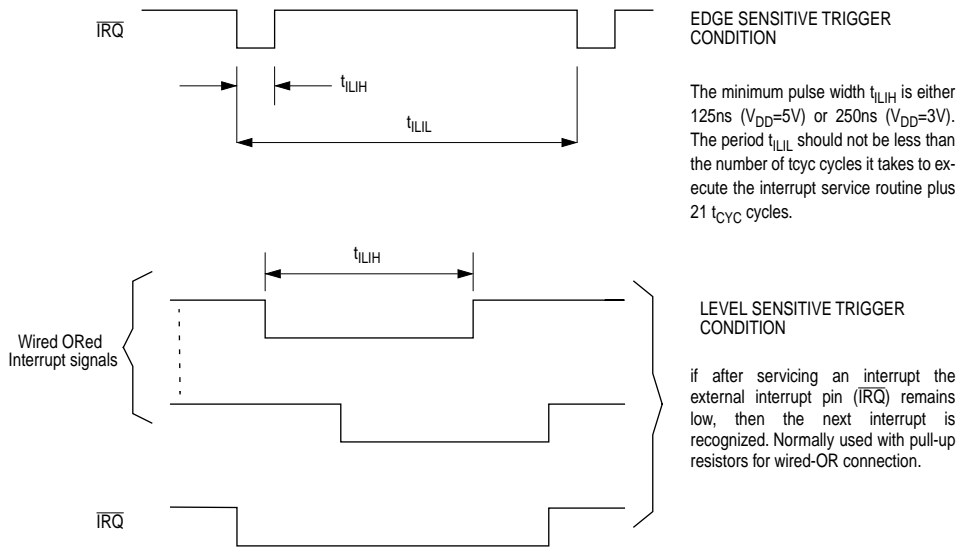 IRQ
tILIH
tILIL
EDGE SENSITIVE TRIGGER
CONDITION
The minimum pulse width tILIH is either
125ns (VDD=5V) or 250ns (VDD=3V).
The period tILIL should not be less than
the number of tcyc cycles it takes to ex-
ecute the interrupt service routine plus
21 tCYC cycles.
tILIH
Wired ORed
Interrupt signals
IRQ
LEVEL SENSITIVE TRIGGER
CONDITION
if after servicing an interrupt the
external interrupt pin (IRQ) remains
low, then the next interrupt is
recognized. Normally used with pull-up
resistors for wired-OR connection.